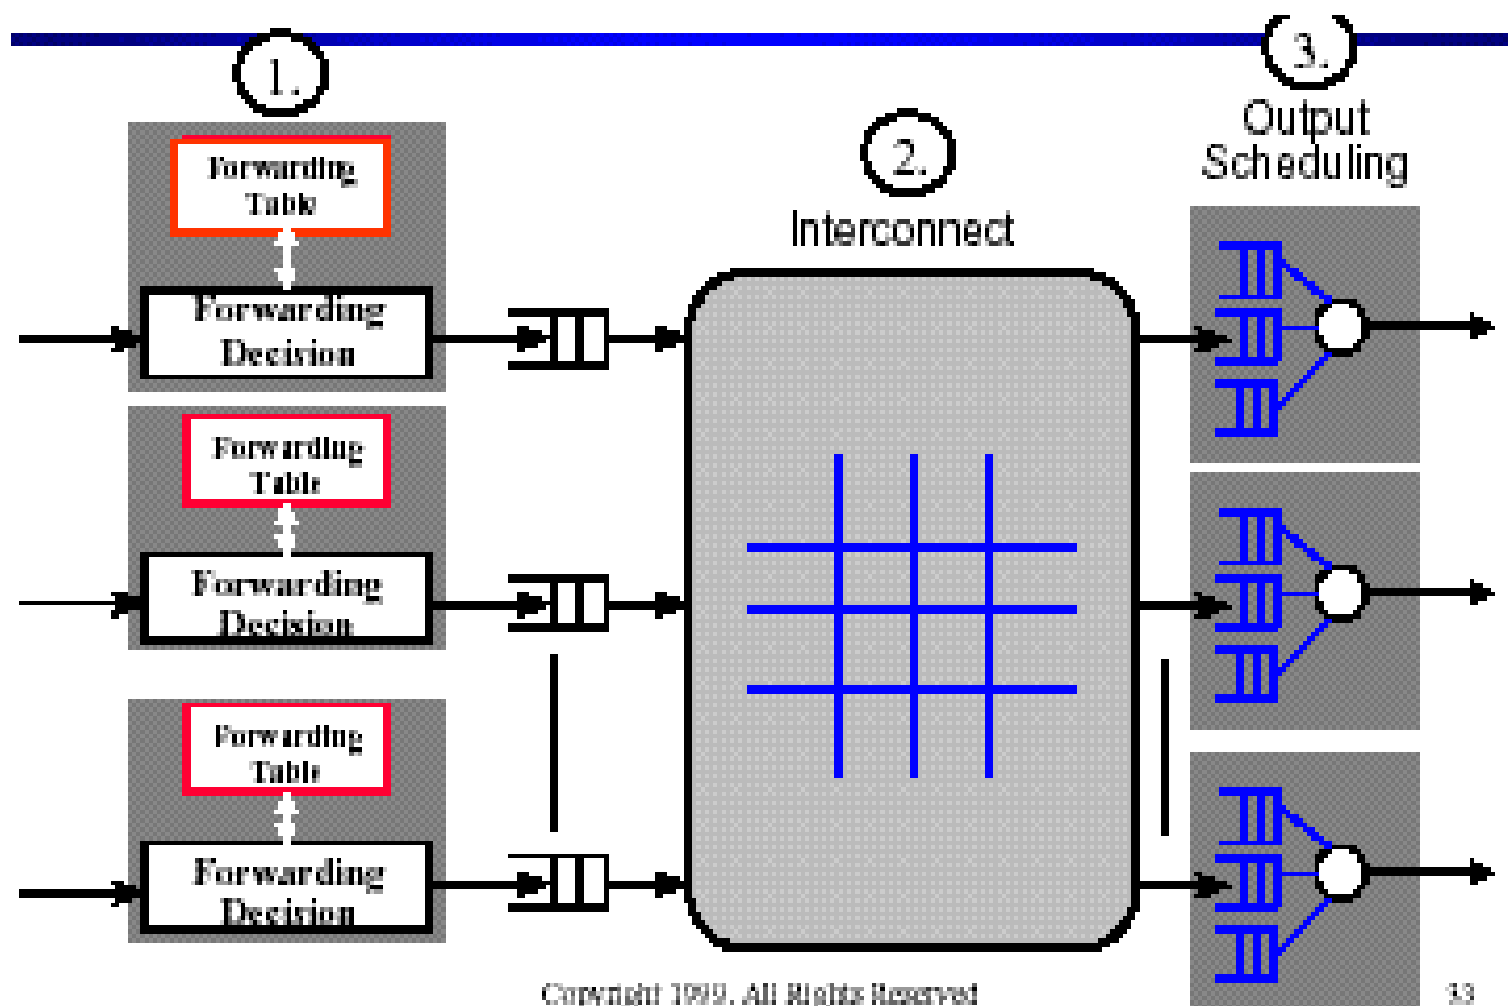 1.
Forwarding
Table
Forwarding
Decision
Forwarding
Table
Forwarding
Decision
Forwarding
Table
Forwarding
Decision
2.
Interconnect
3.
Output
Scheduling
Copyright 1999. All Rights Reserved